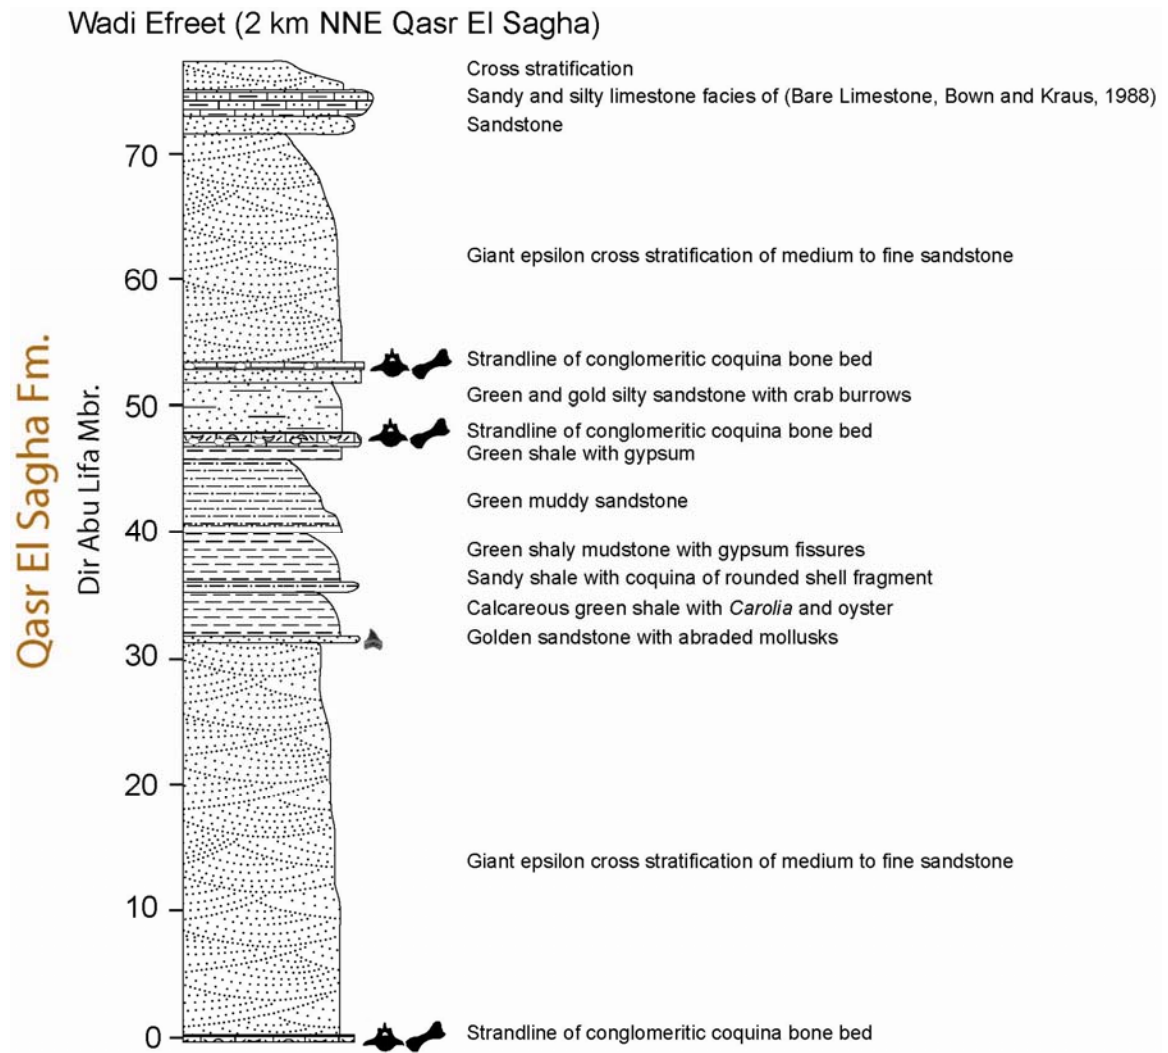 Wadi Efreet (2 km NNE Qasr El Sagha)
Cross stratification
Sandy and silty limestone facies of (Bare Limestone, Bown and Kraus, 1988)
Sandstone
70
Giant epsilon cross stratification of medium to fine sandstone
60
Strandline of conglomeritic coquina bone bed
Green and gold silty sandstone with crab burrows
50
Strandline of conglomeritic coquina bone bed
Green shale with gypsum
Green muddy sandstone
40
Green shaly mudstone with gypsum fissures
Sandy shale with coquina of rounded shell fragment
Calcareous green shale with Carolia and oyster
Golden sandstone with abraded mollusks
30
20
Giant epsilon cross stratification of medium to fine sandstone
10
0
Strandline of conglomeritic coquina bone bed
Qasr El Sagha Fm.
Dir Abu Lifa Mbr.